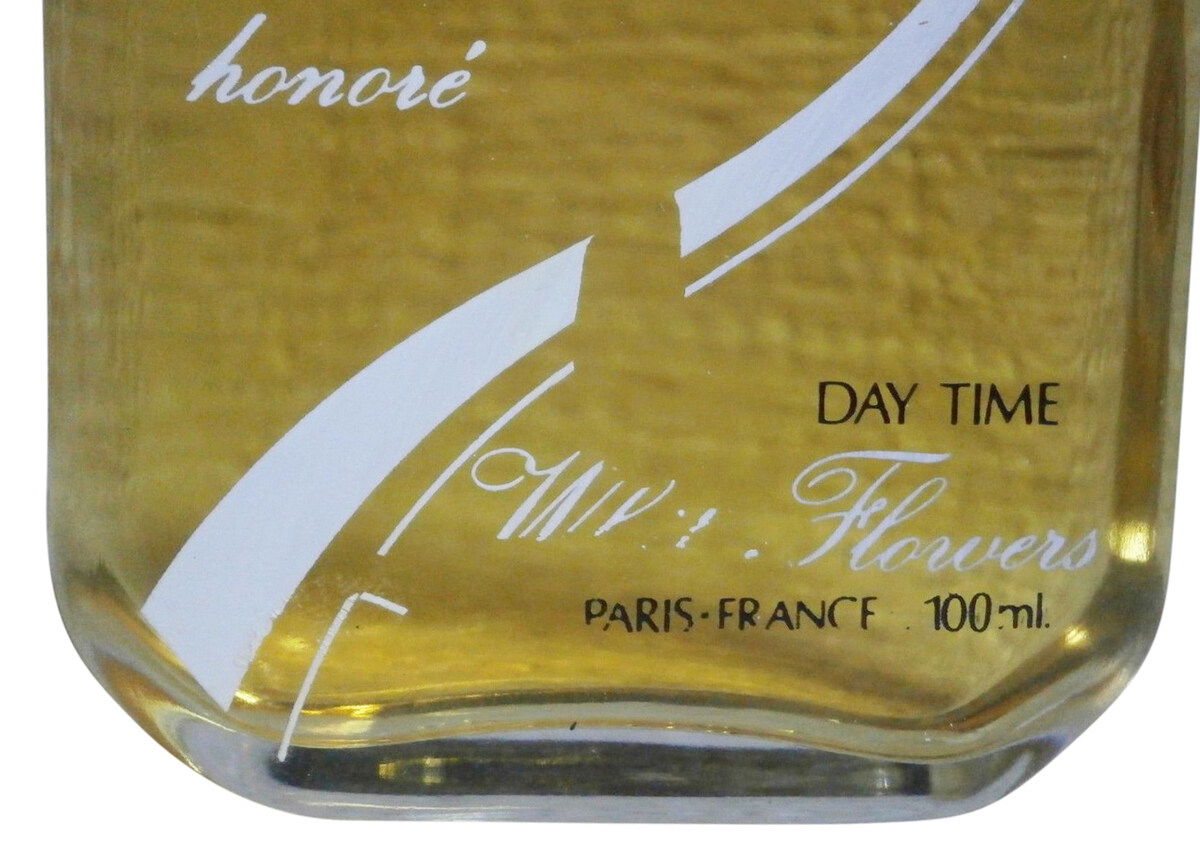 honoré
DAY TIME
Flowers
PARIS·FRANCE 100 ml.